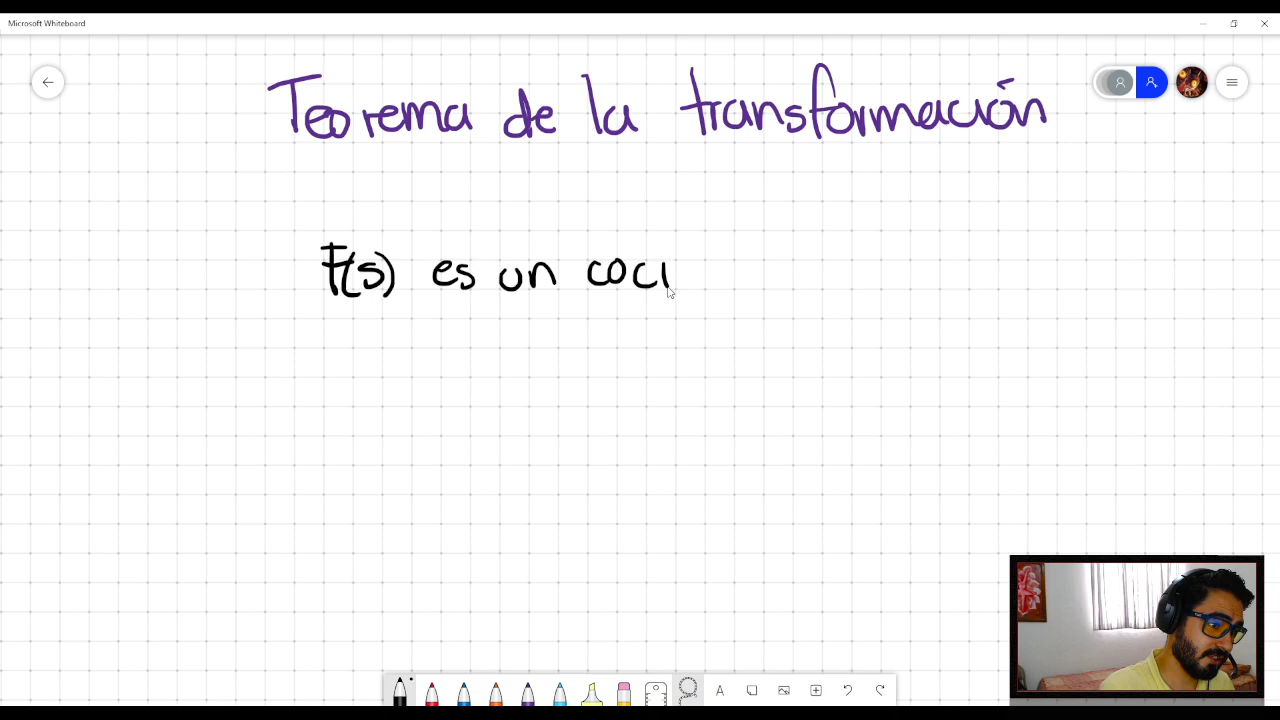 Microsoft Whiteboard
Teorema de la transformación
F(s) es un coci
A